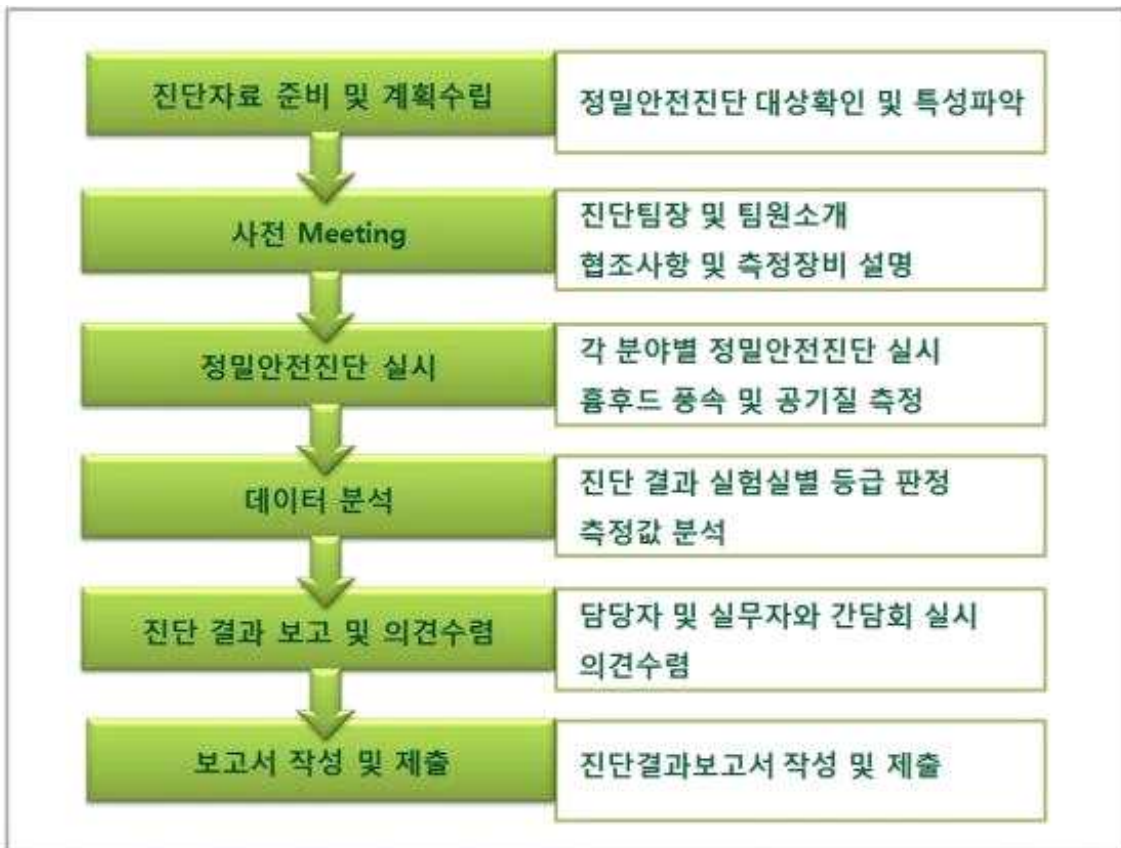 진단자료 준비 및 계획수립
정밀안전진단 대상확인 및 특성파악
사전 Meeting
진단팀장 및 팀원소개
협조사항 및 측정장비 설명
정밀안전진단 실시
각 분야별 정밀안전진단 실시
흄후드 풍속 및 공기질 측정
데이터 분석
진단 결과 실험실별 등급 판정
측정값 분석
진단 결과 보고 및 의견수렴
담당자 및 실무자와 간담회 실시
의견수렴
보고서 작성 및 제출
진단결과보고서 작성 및 제출